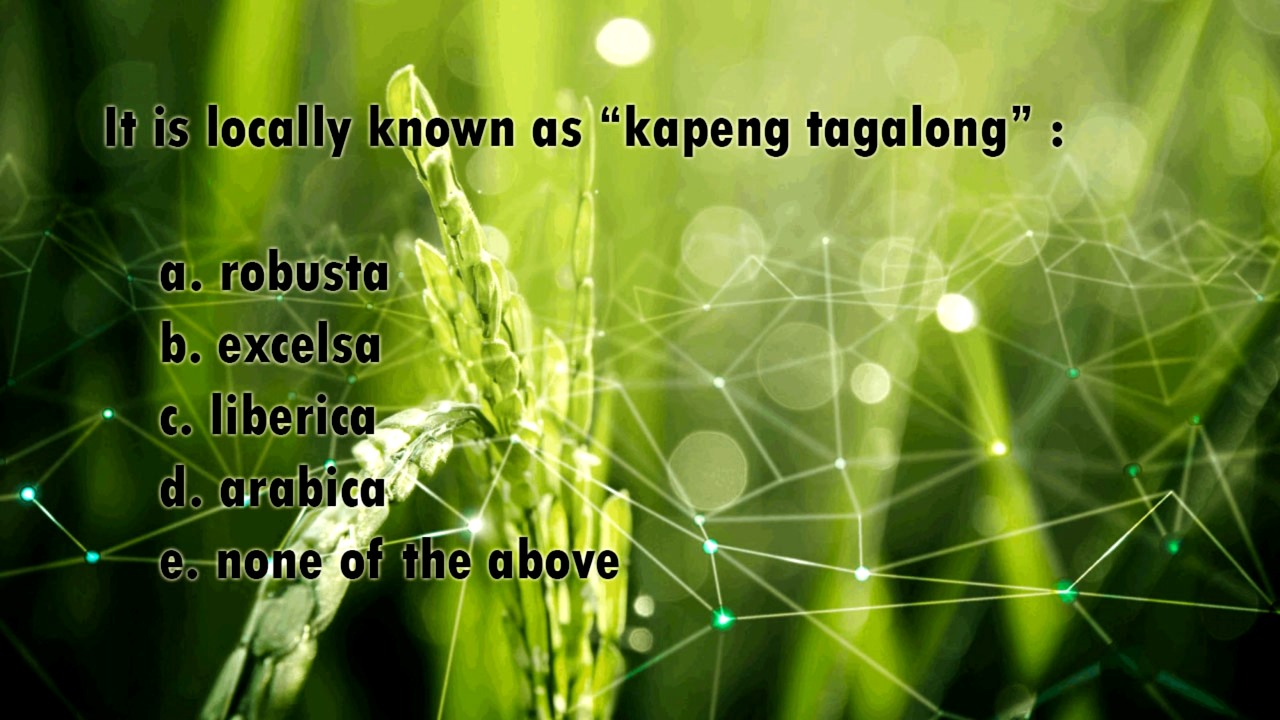 It is locally known as “kapeng tagalong” :
a. robusta
b. excelsa
c. liberica
d. arabica
e. none of the above